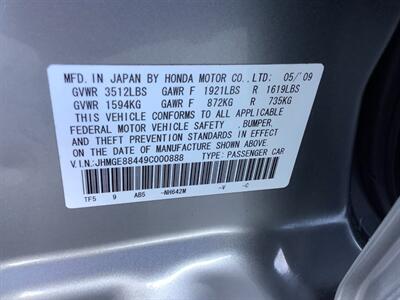 MFD. IN JAPAN BY HONDA MOTOR CO., LTD. 05/'09
GVWR 3512LBS GAWR F 1921LBS R 1619LBS
GVWR 1594KG GAWR F 872KG R 735KG
THIS VEHICLE CONFORMS TO ALL APPLICABLE
FEDERAL MOTOR VEHICLE SAFETY ,BUMPER,
AND THEFT PREVENTION STANDARDS IN EFFECT
ON THE DATE OF MANUFACTURE SHOWN ABOVE.
V.I.N:JHMGE88449C000888 TYPE: PASSENGER CAR
TF5 9 AB5 -NH642M -V -C